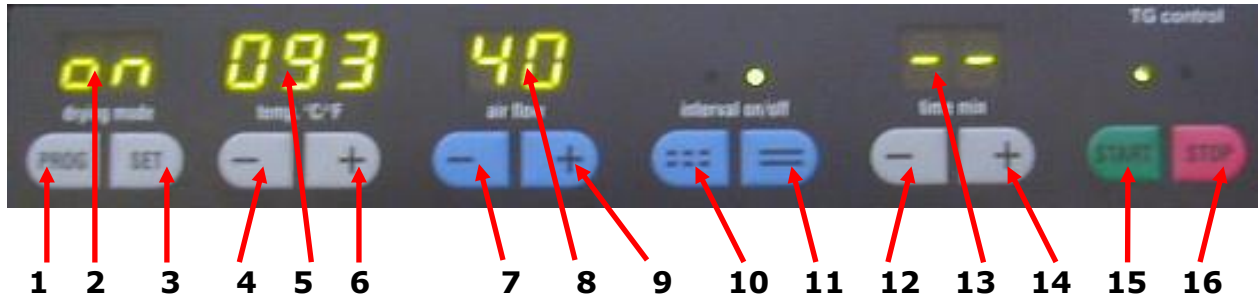 TG control
on 093 40 - -
drying mode temp. °C/°F air flow interval on/off time min
PROG SET - + - + - + START STOP
1 2 3 4 5 6 7 8 9 10 11 12 13 14 15 16